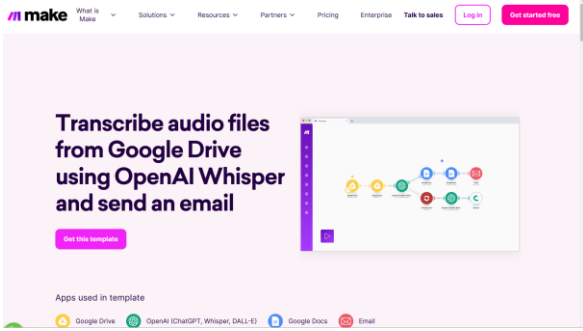 make
What is
Make
Solutions
Resources
Partners
Pricing
Enterprise
Talk to sales
Log in
Get started free
Transcribe audio files
from Google Drive
using OpenAI Whisper
and send an email
Get this template
Apps used in template
Google Drive
OpenAI (ChatGPT, Whisper, DALL-E)
Google Docs
Email